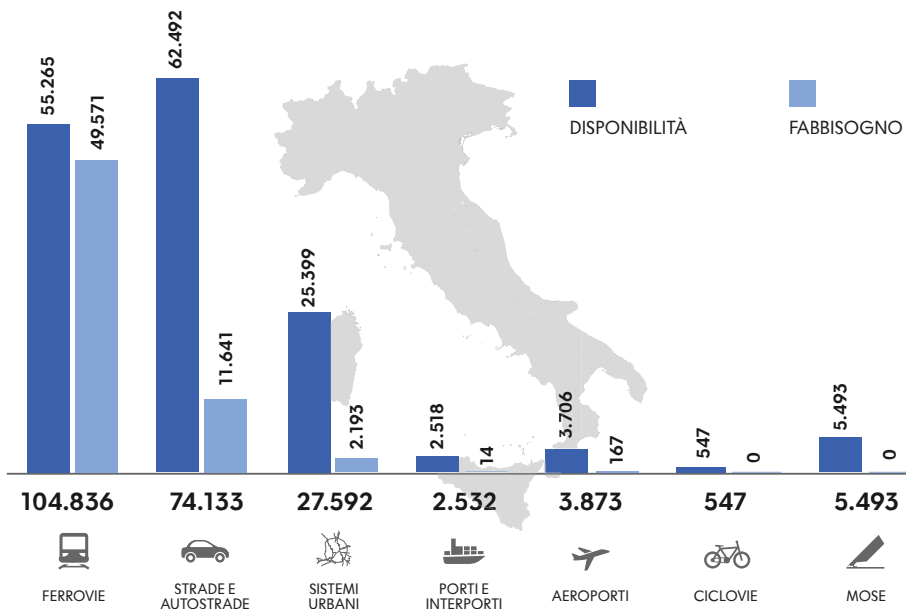 DISPONIBILITÀ
FABBISOGNO
55.265
49.571
62.492
11.641
25.399
2.193
2.518
14
3.706
167
547
0
5.493
0
104.836
74.133
27.592
2.532
3.873
547
5.493
FERROVIE
STRADE E
AUTOSTRADE
SISTEMI
URBANI
PORTI E
INTERPORTI
AEROPORTI
CICLOVIE
MOSE